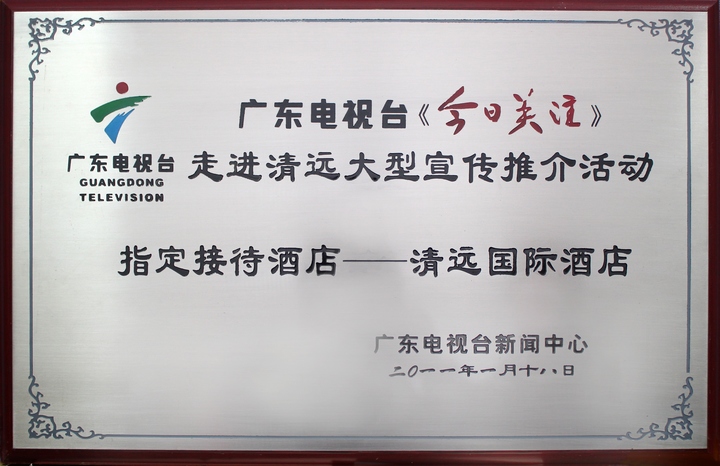 广东电视台《今日关注》
广东电视台
GUANGDONG
TELEVISION
走进清远大型宣传推介活动
指定接待酒店——清远国际酒店
广东电视台新闻中心
二〇一一年一月十八日